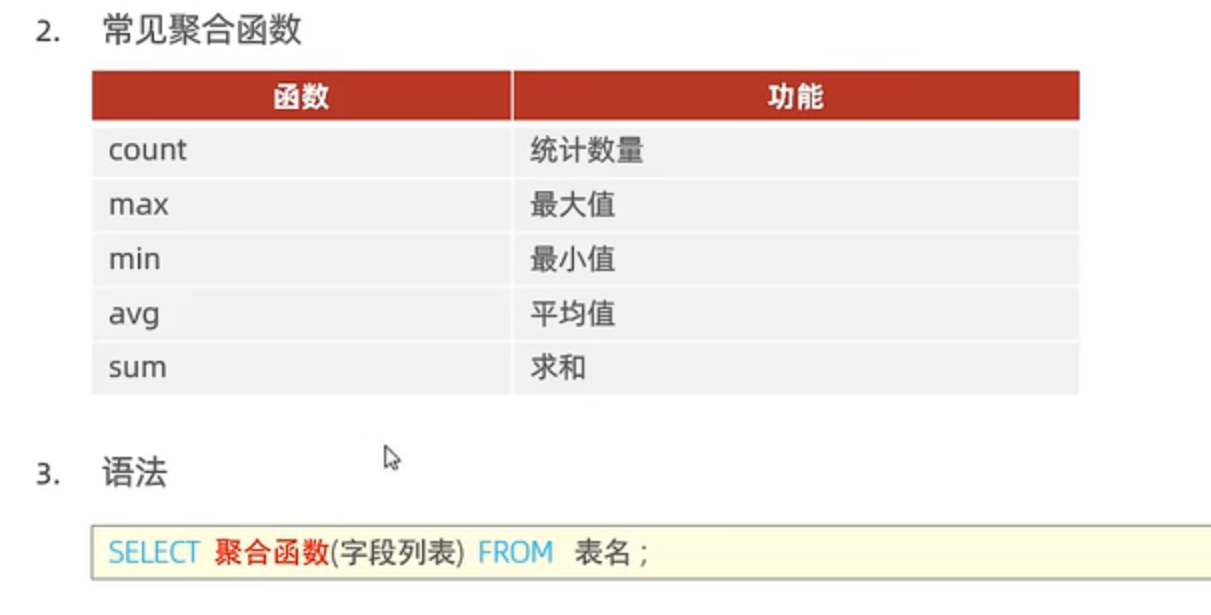 2. 常见聚合函数
函数 功能
count 统计数量
max 最大值
min 最小值
avg 平均值
sum 求和
3. 语法
SELECT 聚合函数(字段列表) FROM 表名 ;